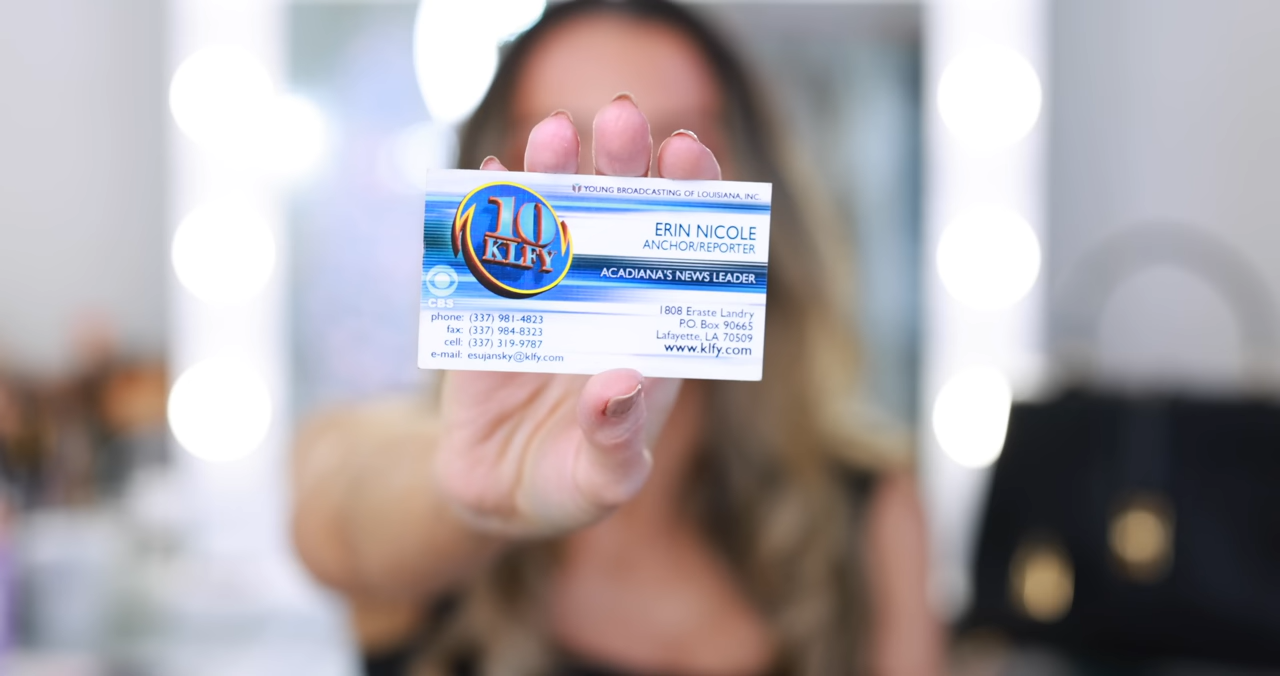 YOUNG BROADCASTING OF LOUISIANA, INC.
10
KLFY
ERIN NICOLE
ANCHOR/REPORTER
ACADIANA'S NEWS LEADER
CBS
phone: (337) 981-4823
fax: (337) 984-8323
cell: (337) 319-9787
e-mail: esujansky@klfy.com
1808 Eraste Landry
P.O. Box 90665
Lafayette, LA 70509
www.klfy.com